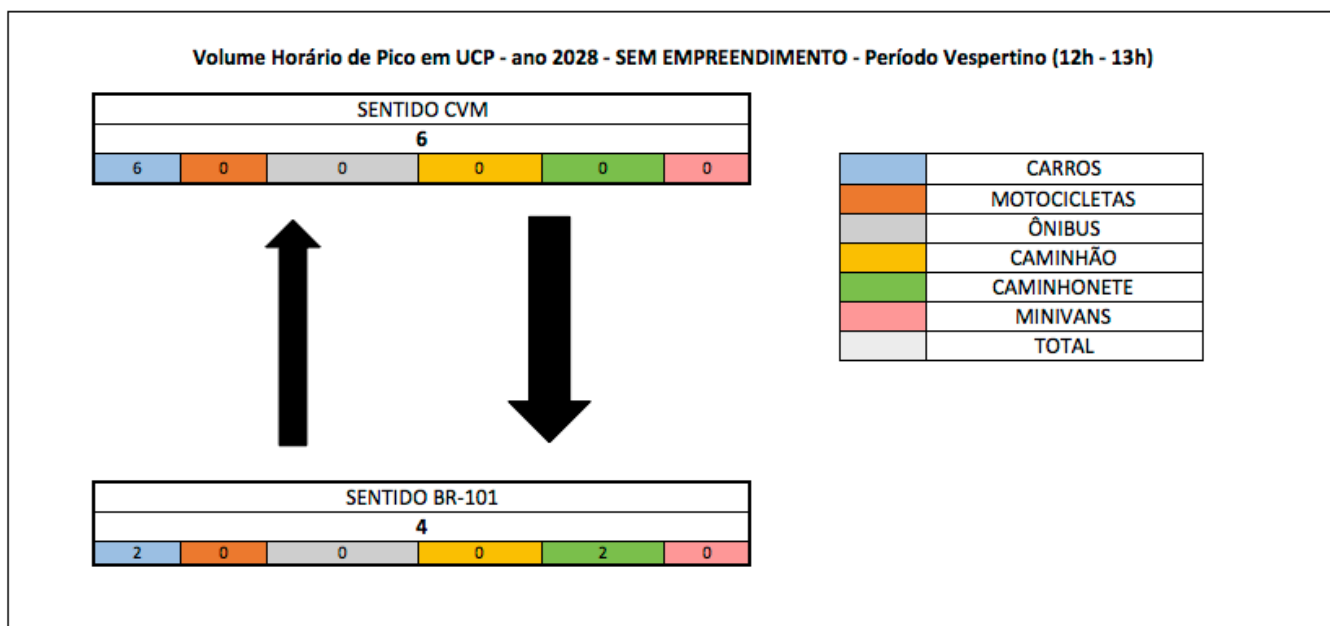 Volume Horário de Pico em UCP - ano 2028 - SEM EMPREENDIMENTO - Período Vespertino (12h - 13h)
SENTIDO CVM
6
6 0 0 0 0 0
CARROS
MOTOCICLETAS
ÔNIBUS
CAMINHÃO
CAMINHONETE
MINIVANS
TOTAL
SENTIDO BR-101
4
2 0 0 0 2 0